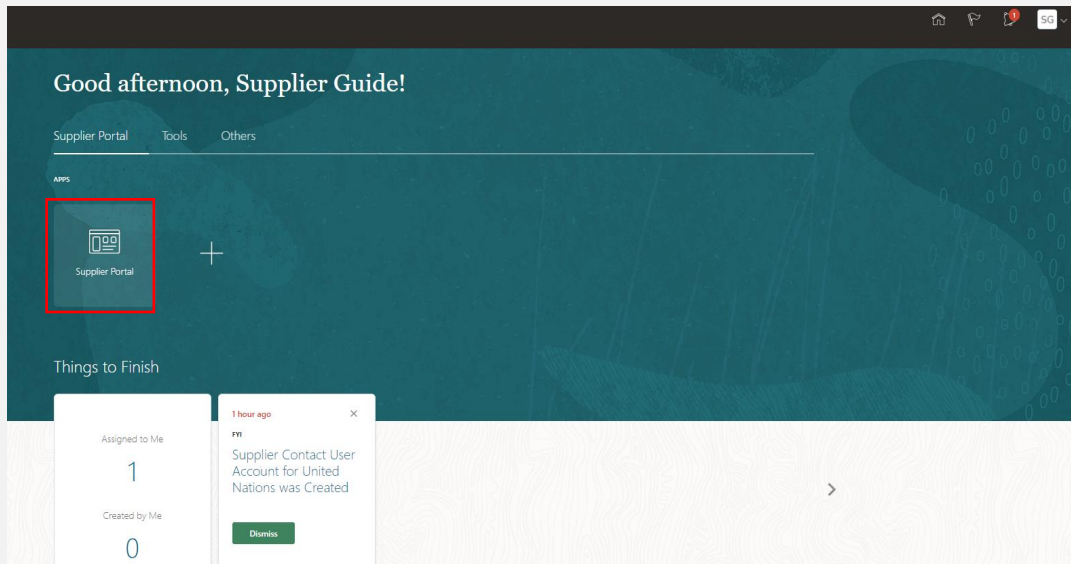 1
SG
Good afternoon, Supplier Guide!
Supplier Portal Tools Others
APPS
Supplier Portal
Things to Finish
Assigned to Me
1
Created by Me
0
1 hour ago
FYI
Supplier Contact User
Account for United
Nations was Created
Dismiss